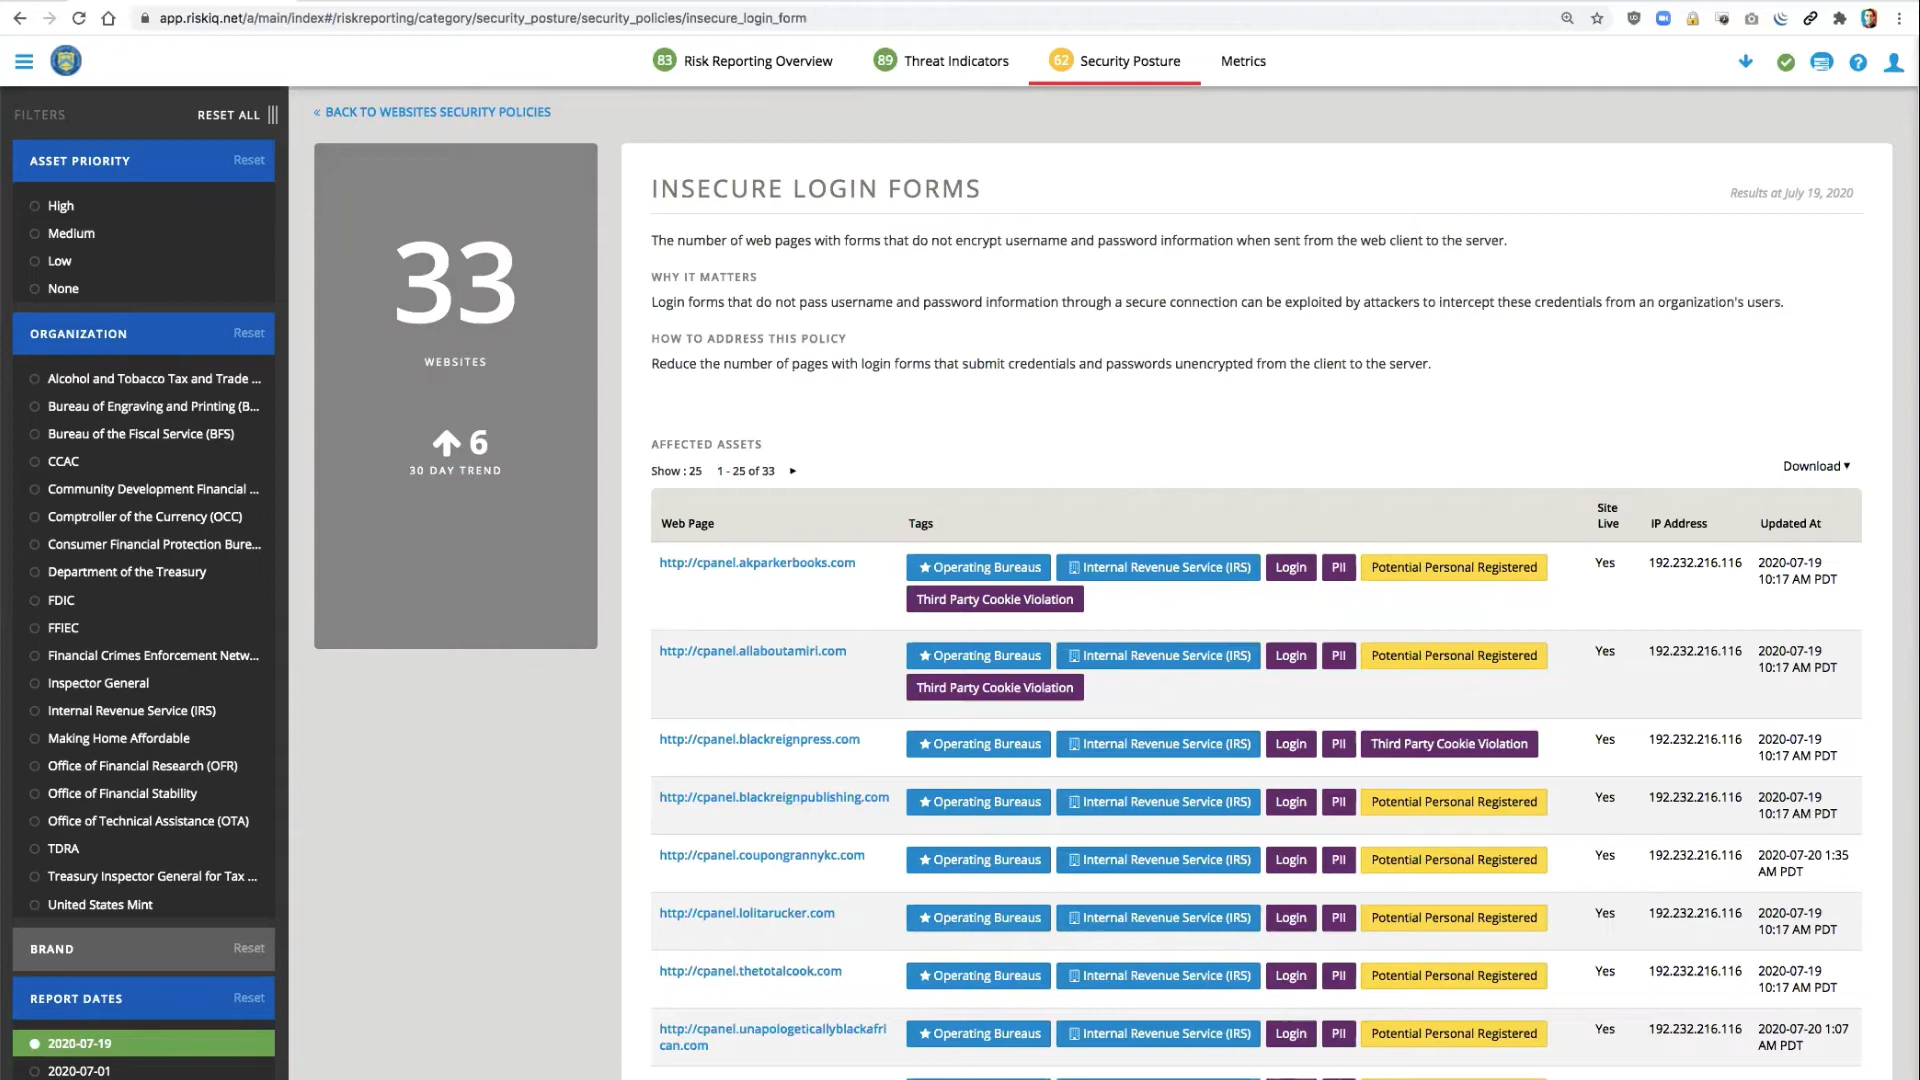 app.riskiq.net/a/main/index#/riskreporting/category/security_posture/security_policies/insecure_login_form
83 Risk Reporting Overview
89 Threat Indicators
62 Security Posture
Metrics
FILTERS
RESET ALL
ASSET PRIORITY Reset
High
Medium
Low
None
ORGANIZATION Reset
Alcohol and Tobacco Tax and Trade ...
Bureau of Engraving and Printing (B...
Bureau of the Fiscal Service (BFS)
CCAC
Community Development Financial ...
Comptroller of the Currency (OCC)
Consumer Financial Protection Bure...
Department of the Treasury
FDIC
FFIEC
Financial Crimes Enforcement Netw...
Inspector General
Internal Revenue Service (IRS)
Making Home Affordable
Office of Financial Research (OFR)
Office of Financial Stability
Office of Technical Assistance (OTA)
TDRA
Treasury Inspector General for Tax ...
United States Mint
BRAND Reset
REPORT DATES Reset
2020-07-19
2020-07-01
« BACK TO WEBSITES SECURITY POLICIES
33
WEBSITES
6
30 DAY TREND
INSECURE LOGIN FORMS
Results at July 19, 2020
The number of web pages with forms that do not encrypt username and password information when sent from the web client to the server.
WHY IT MATTERS
Login forms that do not pass username and password information through a secure connection can be exploited by attackers to intercept these credentials from an organization's users.
HOW TO ADDRESS THIS POLICY
Reduce the number of pages with login forms that submit credentials and passwords unencrypted from the client to the server.
AFFECTED ASSETS
Show : 25 1 - 25 of 33
Download
Web Page Tags Site Live IP Address Updated At
http://cpanel.akparkerbooks.com Operating Bureaus Internal Revenue Service (IRS) Login PII Potential Personal Registered Yes 192.232.216.116 2020-07-19
Third Party Cookie Violation 10:17 AM PDT
http://cpanel.allaboutamiri.com Operating Bureaus Internal Revenue Service (IRS) Login PII Potential Personal Registered Yes 192.232.216.116 2020-07-19
Third Party Cookie Violation 10:17 AM PDT
http://cpanel.blackreignpress.com Operating Bureaus Internal Revenue Service (IRS) Login PII Third Party Cookie Violation Yes 192.232.216.116 2020-07-19
10:17 AM PDT
http://cpanel.blackreignpublishing.com Operating Bureaus Internal Revenue Service (IRS) Login PII Potential Personal Registered Yes 192.232.216.116 2020-07-19
10:17 AM PDT
http://cpanel.coupongrannykc.com Operating Bureaus Internal Revenue Service (IRS) Login PII Potential Personal Registered Yes 192.232.216.116 2020-07-20 1:35
AM PDT
http://cpanel.lolitarucker.com Operating Bureaus Internal Revenue Service (IRS) Login PII Potential Personal Registered Yes 192.232.216.116 2020-07-19
10:17 AM PDT
http://cpanel.thetotalcook.com Operating Bureaus Internal Revenue Service (IRS) Login PII Potential Personal Registered Yes 192.232.216.116 2020-07-19
10:17 AM PDT
http://cpanel.unapologeticallyblackafri Operating Bureaus Internal Revenue Service (IRS) Login PII Potential Personal Registered Yes 192.232.216.116 2020-07-20 1:07
can.com AM PDT